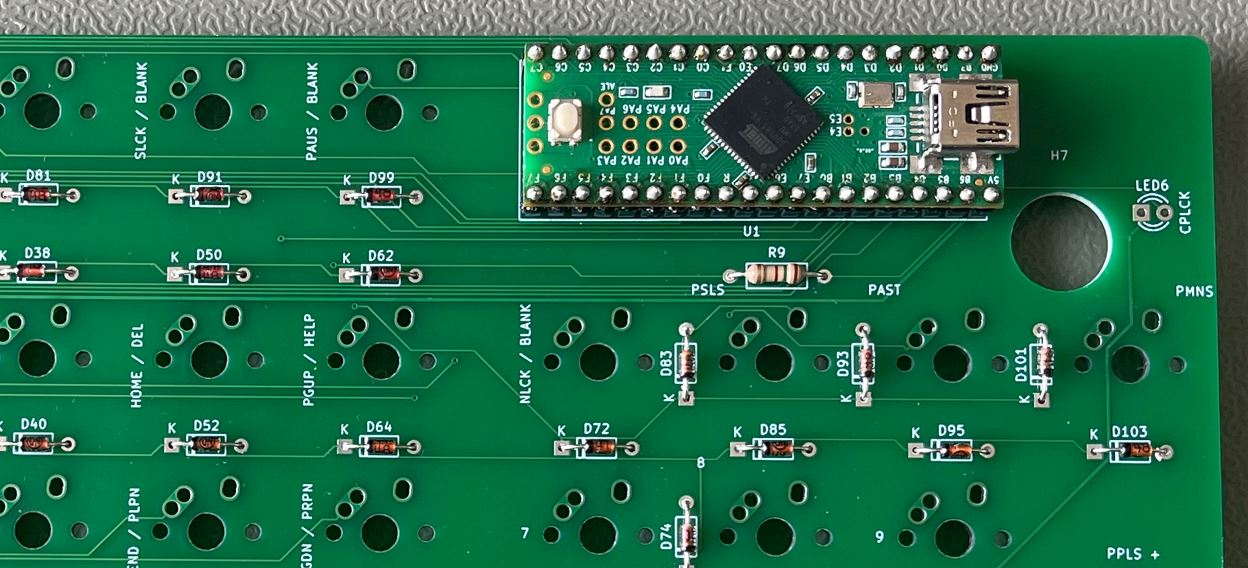 SLCK / BLANK
PAUS / BLANK
C7 C6 C5 C4 C3 C2 C1 C0 E1 E0 D7 D6 D5 D4 D3 D2 D1 D0 B7 GND
ALE
PA7 PA6 PA5 PA4
PA3 PA2 PA1 PA0
E5
E4
F7 F6 F5 F4 F3 F2 F1 F0 R
E7 B0 B1 B2 B3 B4 B5 B6 5V
U1
H7
LED6
CPLCK
K D81
K D91
K D99
K D38
K D50
K D62
R9
PSLS
PAST
PMNS
HOME / DEL
PGUP / HELP
NLCK / BLANK
D83
K
D93
K
D101
K
K D40
K D52
K D64
K D72
K D85
K D95
K D103
8
END / PLPN
GDN / PRPN
7
D74
9
PPLS +